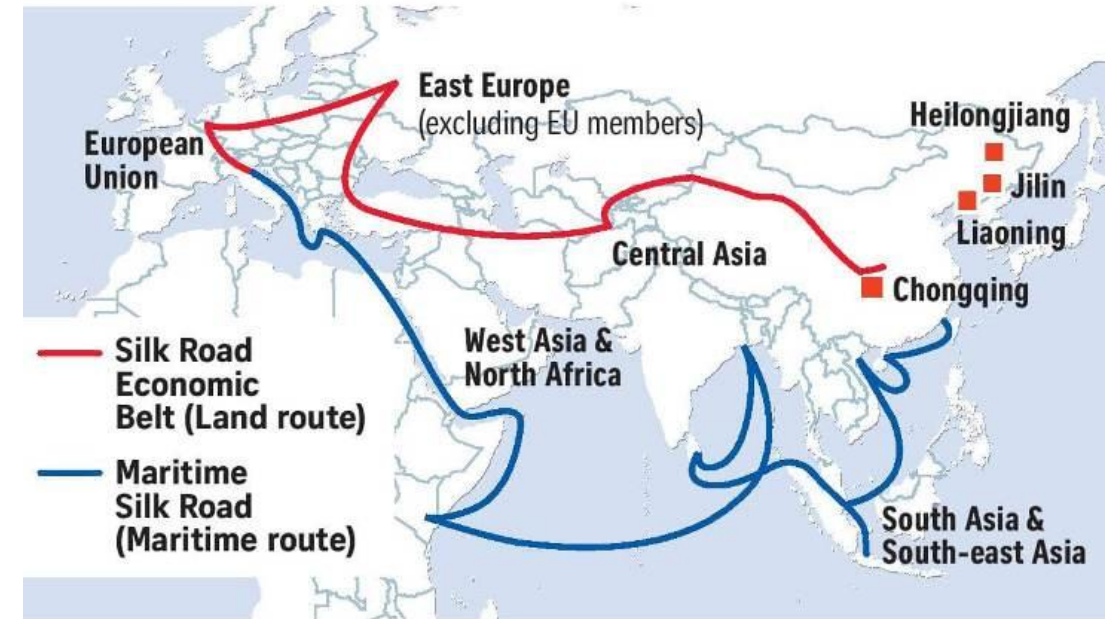 East Europe
(excluding EU members)
European
Union
Heilongjiang
Jilin
Liaoning
Central Asia
Chongqing
West Asia &
North Africa
Silk Road
Economic
Belt (Land route)
Maritime
Silk Road
(Maritime route)
South Asia &
South-east Asia